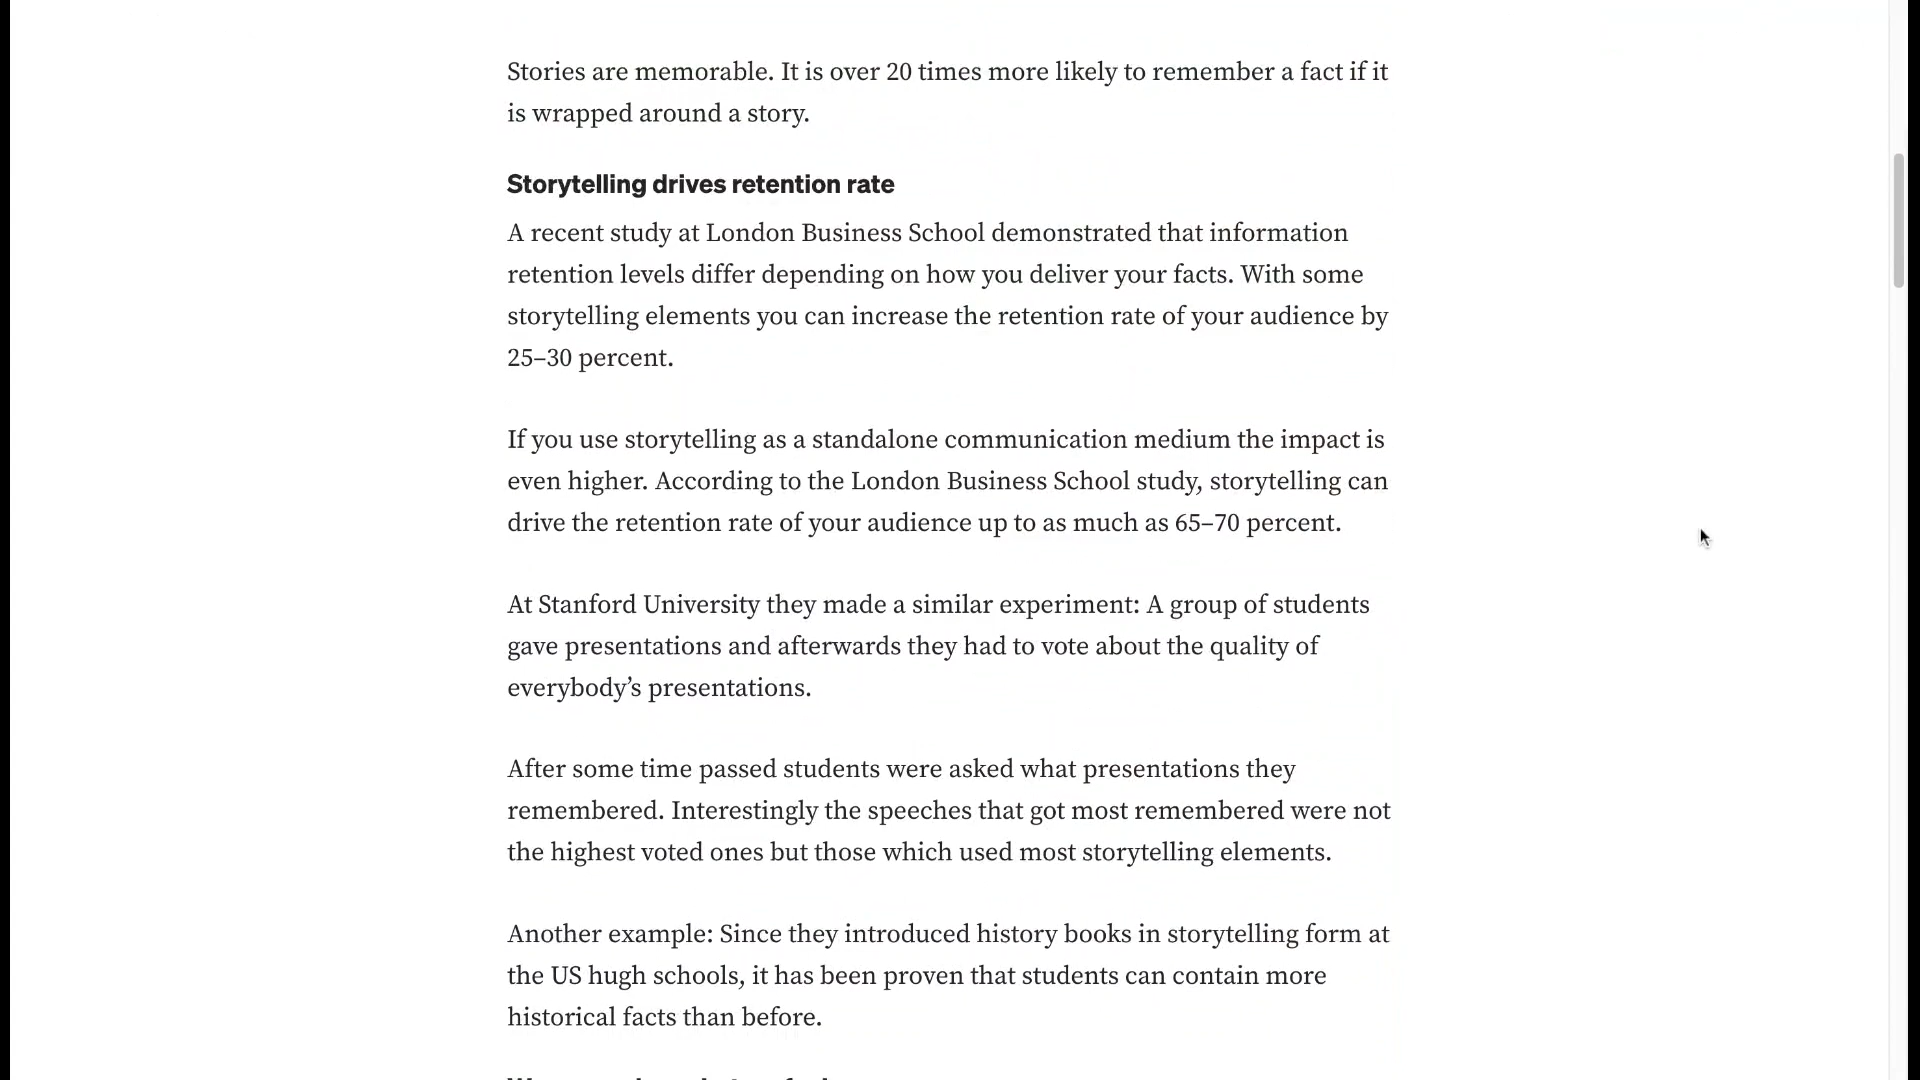 Stories are memorable. It is over 20 times more likely to remember a fact if it
is wrapped around a story.
Storytelling drives retention rate
A recent study at London Business School demonstrated that information
retention levels differ depending on how you deliver your facts. With some
storytelling elements you can increase the retention rate of your audience by
25–30 percent.
If you use storytelling as a standalone communication medium the impact is
even higher. According to the London Business School study, storytelling can
drive the retention rate of your audience up to as much as 65–70 percent.
At Stanford University they made a similar experiment: A group of students
gave presentations and afterwards they had to vote about the quality of
everybody’s presentations.
After some time passed students were asked what presentations they
remembered. Interestingly the speeches that got most remembered were not
the highest voted ones but those which used most storytelling elements.
Another example: Since they introduced history books in storytelling form at
the US hugh schools, it has been proven that students can contain more
historical facts than before.